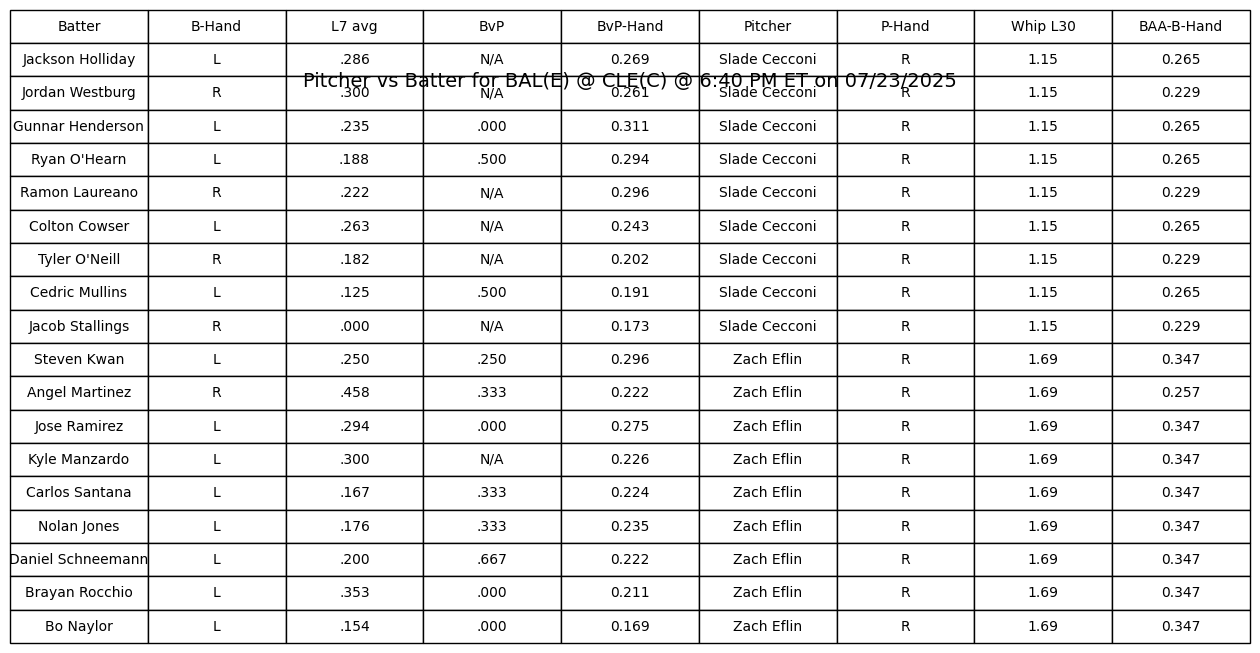 Batter B-Hand L7 avg BvP BvP-Hand Pitcher P-Hand Whip L30 BAA-B-Hand
Jackson Holliday L .286 N/A 0.269 Slade Cecconi R 1.15 0.265
Pitcher vs Batter for BAL(E) @ CLE(C) @ 6:40 PM ET on 07/23/2025
Jordan Westburg R .300 N/A 0.261 Slade Cecconi R 1.15 0.229
Gunnar Henderson L .235 .000 0.311 Slade Cecconi R 1.15 0.265
Ryan O'Hearn L .188 .500 0.294 Slade Cecconi R 1.15 0.265
Ramon Laureano R .222 N/A 0.296 Slade Cecconi R 1.15 0.229
Colton Cowser L .263 N/A 0.243 Slade Cecconi R 1.15 0.265
Tyler O'Neill R .182 N/A 0.202 Slade Cecconi R 1.15 0.229
Cedric Mullins L .125 .500 0.191 Slade Cecconi R 1.15 0.265
Jacob Stallings R .000 N/A 0.173 Slade Cecconi R 1.15 0.229
Steven Kwan L .250 .250 0.296 Zach Eflin R 1.69 0.347
Angel Martinez R .458 .333 0.222 Zach Eflin R 1.69 0.257
Jose Ramirez L .294 .000 0.275 Zach Eflin R 1.69 0.347
Kyle Manzardo L .300 N/A 0.226 Zach Eflin R 1.69 0.347
Carlos Santana L .167 .333 0.224 Zach Eflin R 1.69 0.347
Nolan Jones L .176 .333 0.235 Zach Eflin R 1.69 0.347
Daniel Schneemann L .200 .667 0.222 Zach Eflin R 1.69 0.347
Brayan Rocchio L .353 .000 0.211 Zach Eflin R 1.69 0.347
Bo Naylor L .154 .000 0.169 Zach Eflin R 1.69 0.347